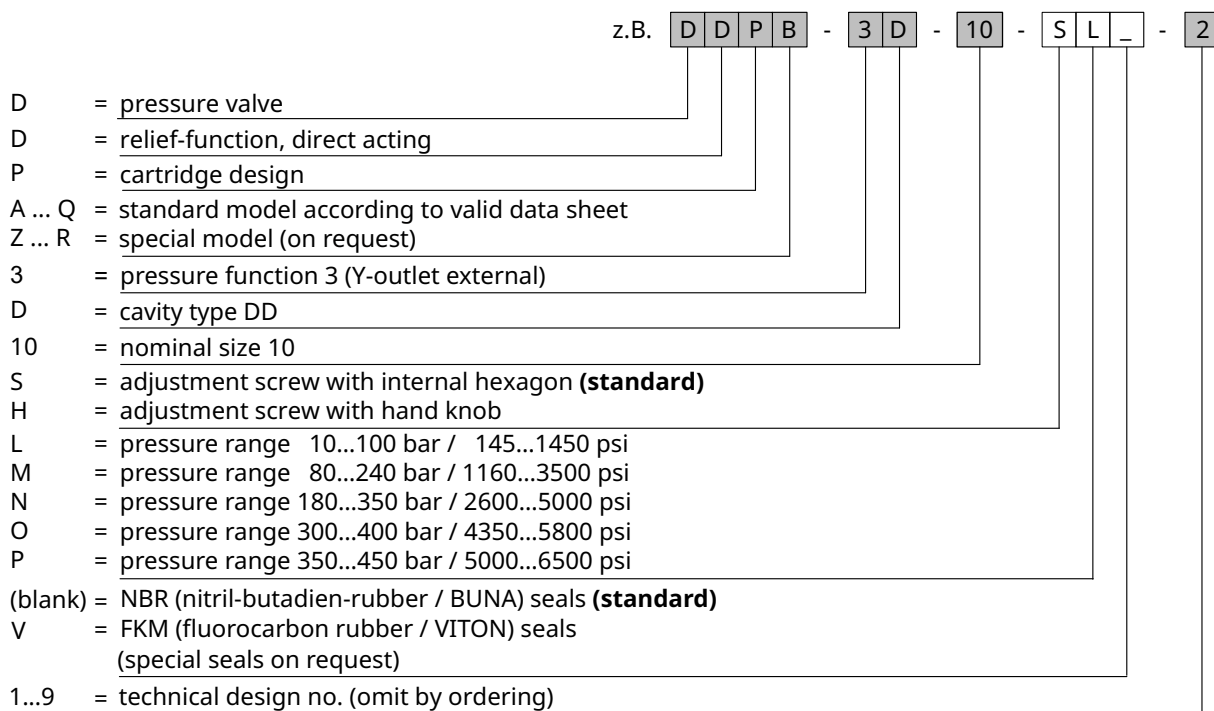 z.B. D D P B - 3 D - 10 - S L _ - 2
D = pressure valve
D = relief-function, direct acting
P = cartridge design
A ... Q = standard model according to valid data sheet
Z ... R = special model (on request)
3 = pressure function 3 (Y-outlet external)
D = cavity type DD
10 = nominal size 10
S = adjustment screw with internal hexagon (standard)
H = adjustment screw with hand knob
L = pressure range 10...100 bar / 145...1450 psi
M = pressure range 80...240 bar / 1160...3500 psi
N = pressure range 180...350 bar / 2600...5000 psi
O = pressure range 300...400 bar / 4350...5800 psi
P = pressure range 350...450 bar / 5000...6500 psi
(blank) = NBR (nitril-butadien-rubber / BUNA) seals (standard)
V = FKM (fluorocarbon rubber / VITON) seals
(special seals on request)
1...9 = technical design no. (omit by ordering)